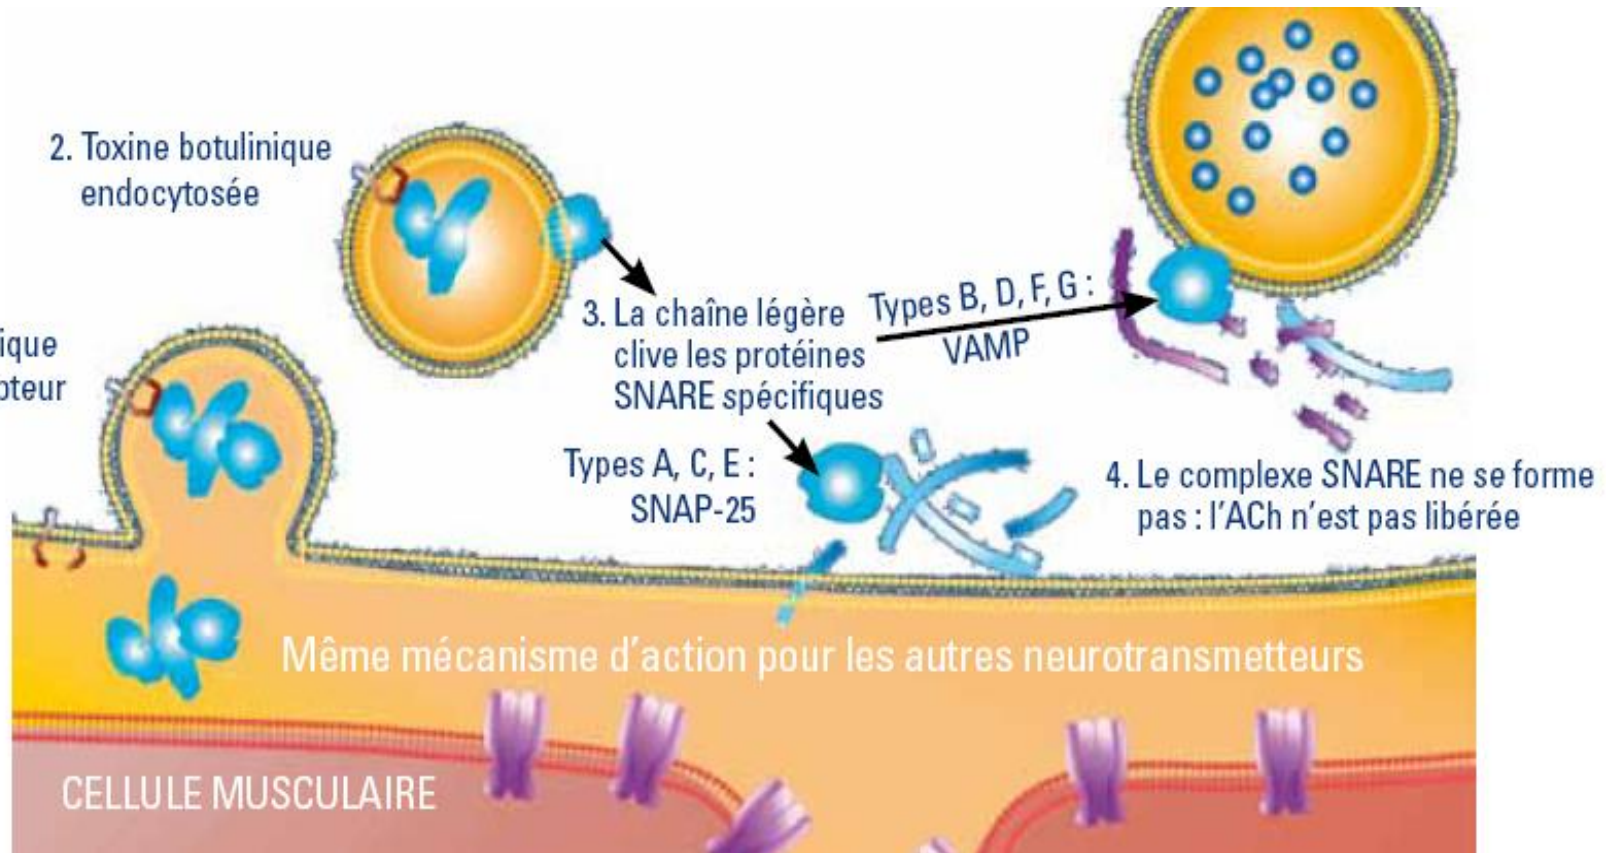 2. Toxine botulinique
endocytosée
ique
pteur
3. La chaîne légère
clive les protéines
SNARE spécifiques
Types B, D, F, G :
VAMP
Types A, C, E :
SNAP-25
4. Le complexe SNARE ne se forme
pas : l'ACh n'est pas libérée
Même mécanisme d'action pour les autres neurotransmetteurs
CELLULE MUSCULAIRE